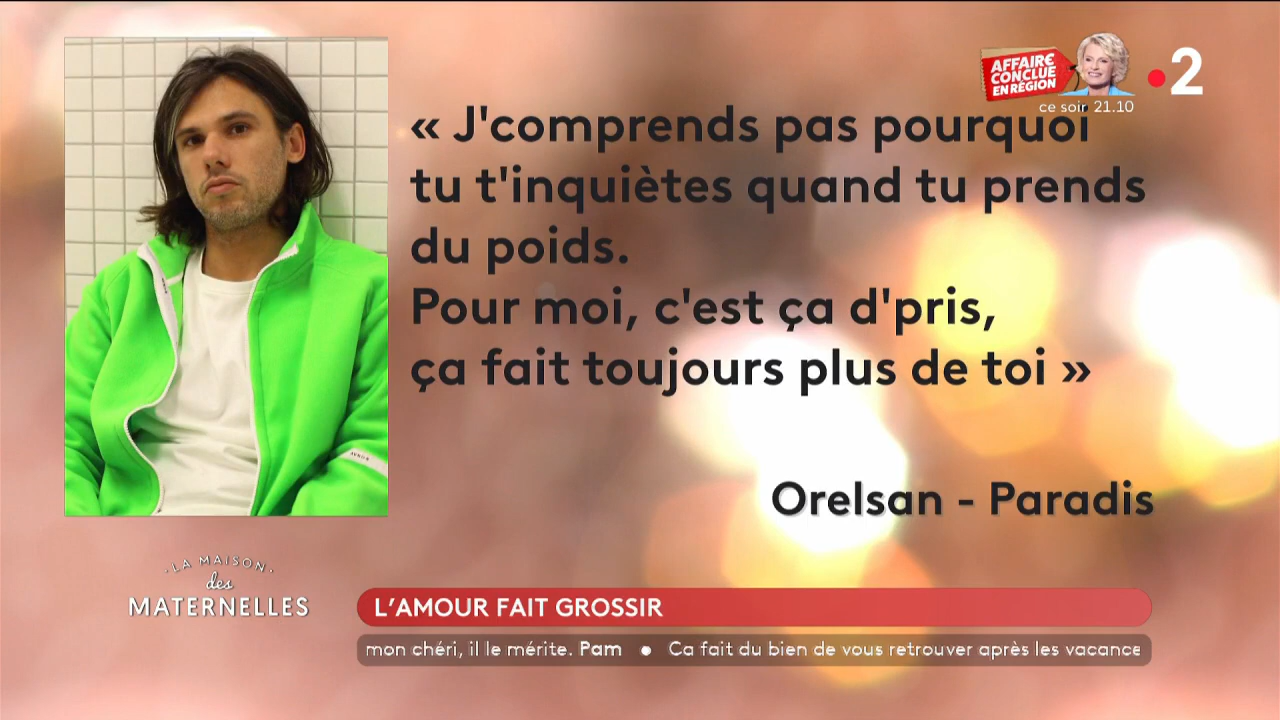 AFFAIRE
CONCLUE
EN RÉGION
2
ce soir 21.10
« J'comprends pas pourquoi
tu t'inquiètes quand tu prends
du poids.
Pour moi, c'est ça d'pris,
ça fait toujours plus de toi »
Orelsan - Paradis
· LA MAISON ·
des
MATERNELLES
L'AMOUR FAIT GROSSIR
mon chéri, il le mérite. Pam • Ca fait du bien de vous retrouver après les vacance